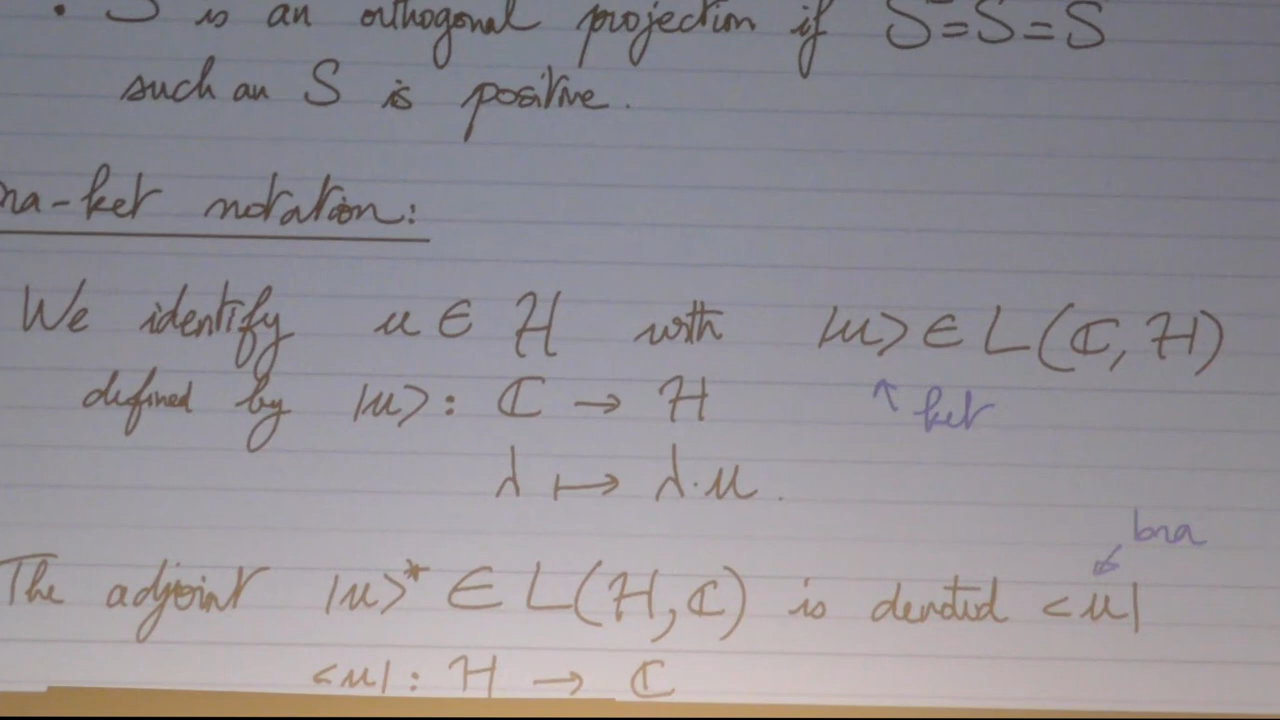 • S is an orthogonal projection if S=S=S
such an S is positive.
-ket notation:
We identify u ∈ H with |u> ∈ L(ℂ, H)
↑ ket
defined by |u> : ℂ → H
λ ↦ λ·u.
bra
The adjoint |u>* ∈ L(H, ℂ) is denoted <u|
<u| : H → ℂ